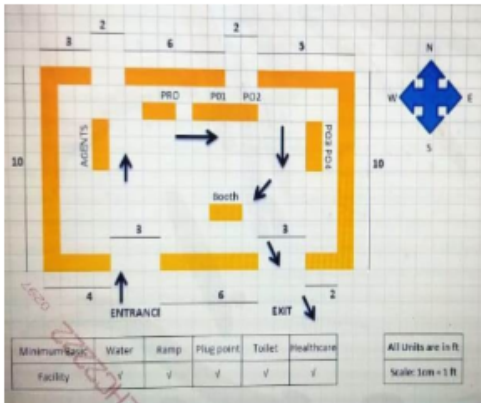 2 2
3 6 5
N
PRO PO1 PO2
W E
AGENTS
PO3 PO4
S
10 10
Booth
3 3
4 6 2
ENTRANCE EXIT
Minimum Basic Water Ramp Plug point Toilet Healthcare
Facility √ √ √ √ √
All Units are in ft
Scale: 1cm = 1 ft